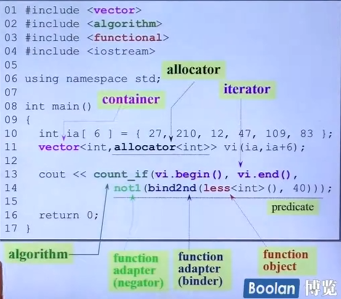 01 #include <vector>
02 #include <algorithm>
03 #include <functional>
04 #include <iostream>
05
06 using namespace std;
allocator
07
iterator
08 int main()
container
09 {
10 int ia[ 6 ] = { 27, 210, 12, 47, 109, 83 };
11 vector<int,allocator<int>> vi(ia,ia+6);
12
13 cout << count_if(vi.begin(), vi.end(),
14 not1(bind2nd(less<int>(), 40)));
15
predicate
16 return 0;
17 }
algorithm
function adapter (negator)
function adapter (binder)
function object
Boolan 博览